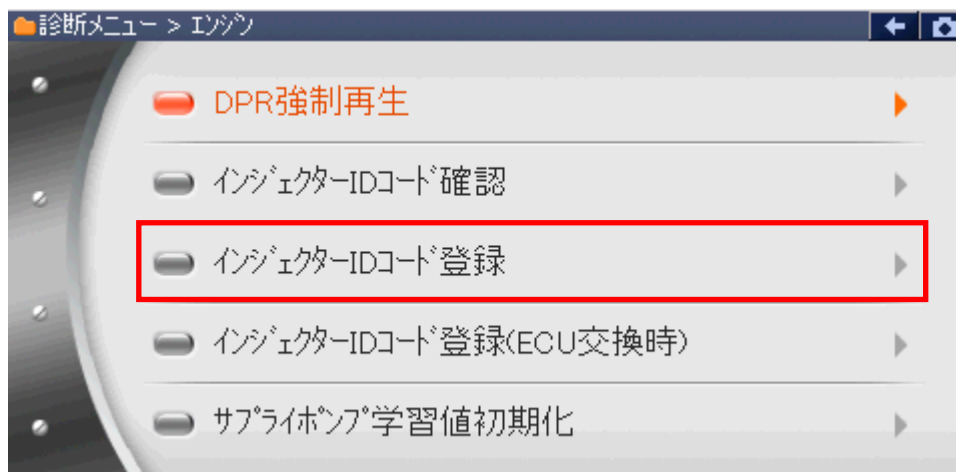 診断メニュー > エンジン
DPR強制再生
インジェクターIDコード確認
インジェクターIDコード登録
インジェクターIDコード登録(ECU交換時)
サプライポンプ学習値初期化